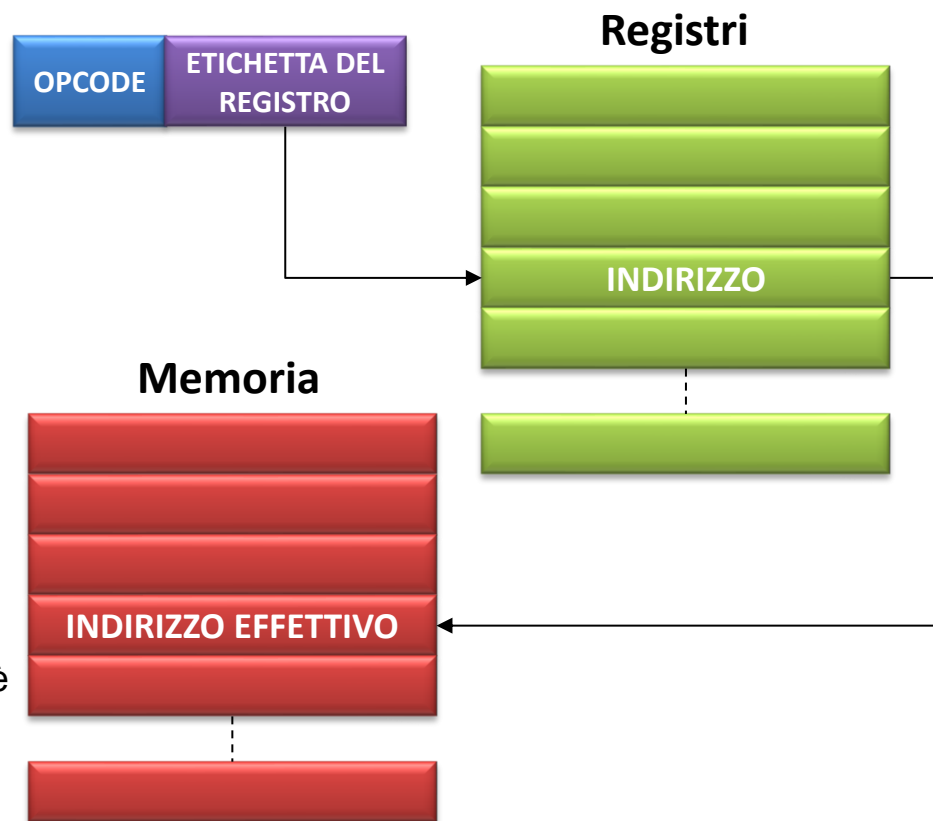 Registri
OPCODE
ETICHETTA DEL
REGISTRO
INDIRIZZO
Memoria
INDIRIZZO EFFETTIVO
è